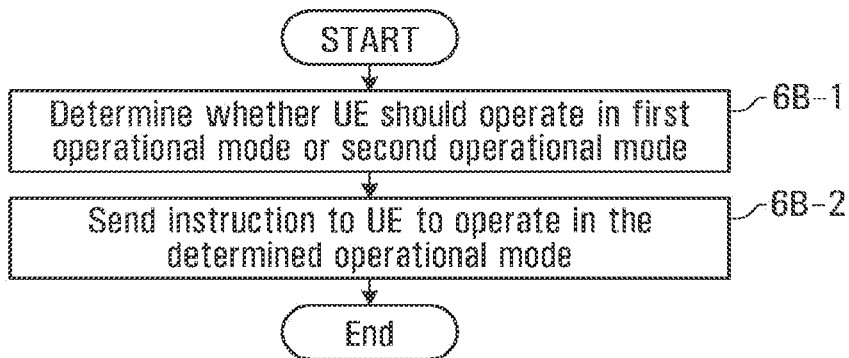 START
Determine whether UE should operate in first
operational mode or second operational mode
6B-1
Send instruction to UE to operate in the
determined operational mode
6B-2
End